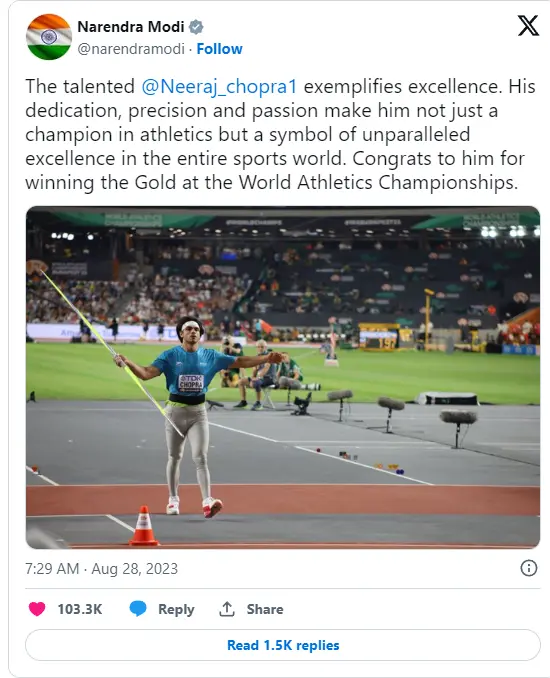 Narendra Modi
@narendramodi · Follow
The talented @Neeraj_chopra1 exemplifies excellence. His
dedication, precision and passion make him not just a
champion in athletics but a symbol of unparalleled
excellence in the entire sports world. Congrats to him for
winning the Gold at the World Athletics Championships.
TDK
CHOPRA
7:29 AM · Aug 28, 2023
103.3K Reply Share
Read 1.5K replies